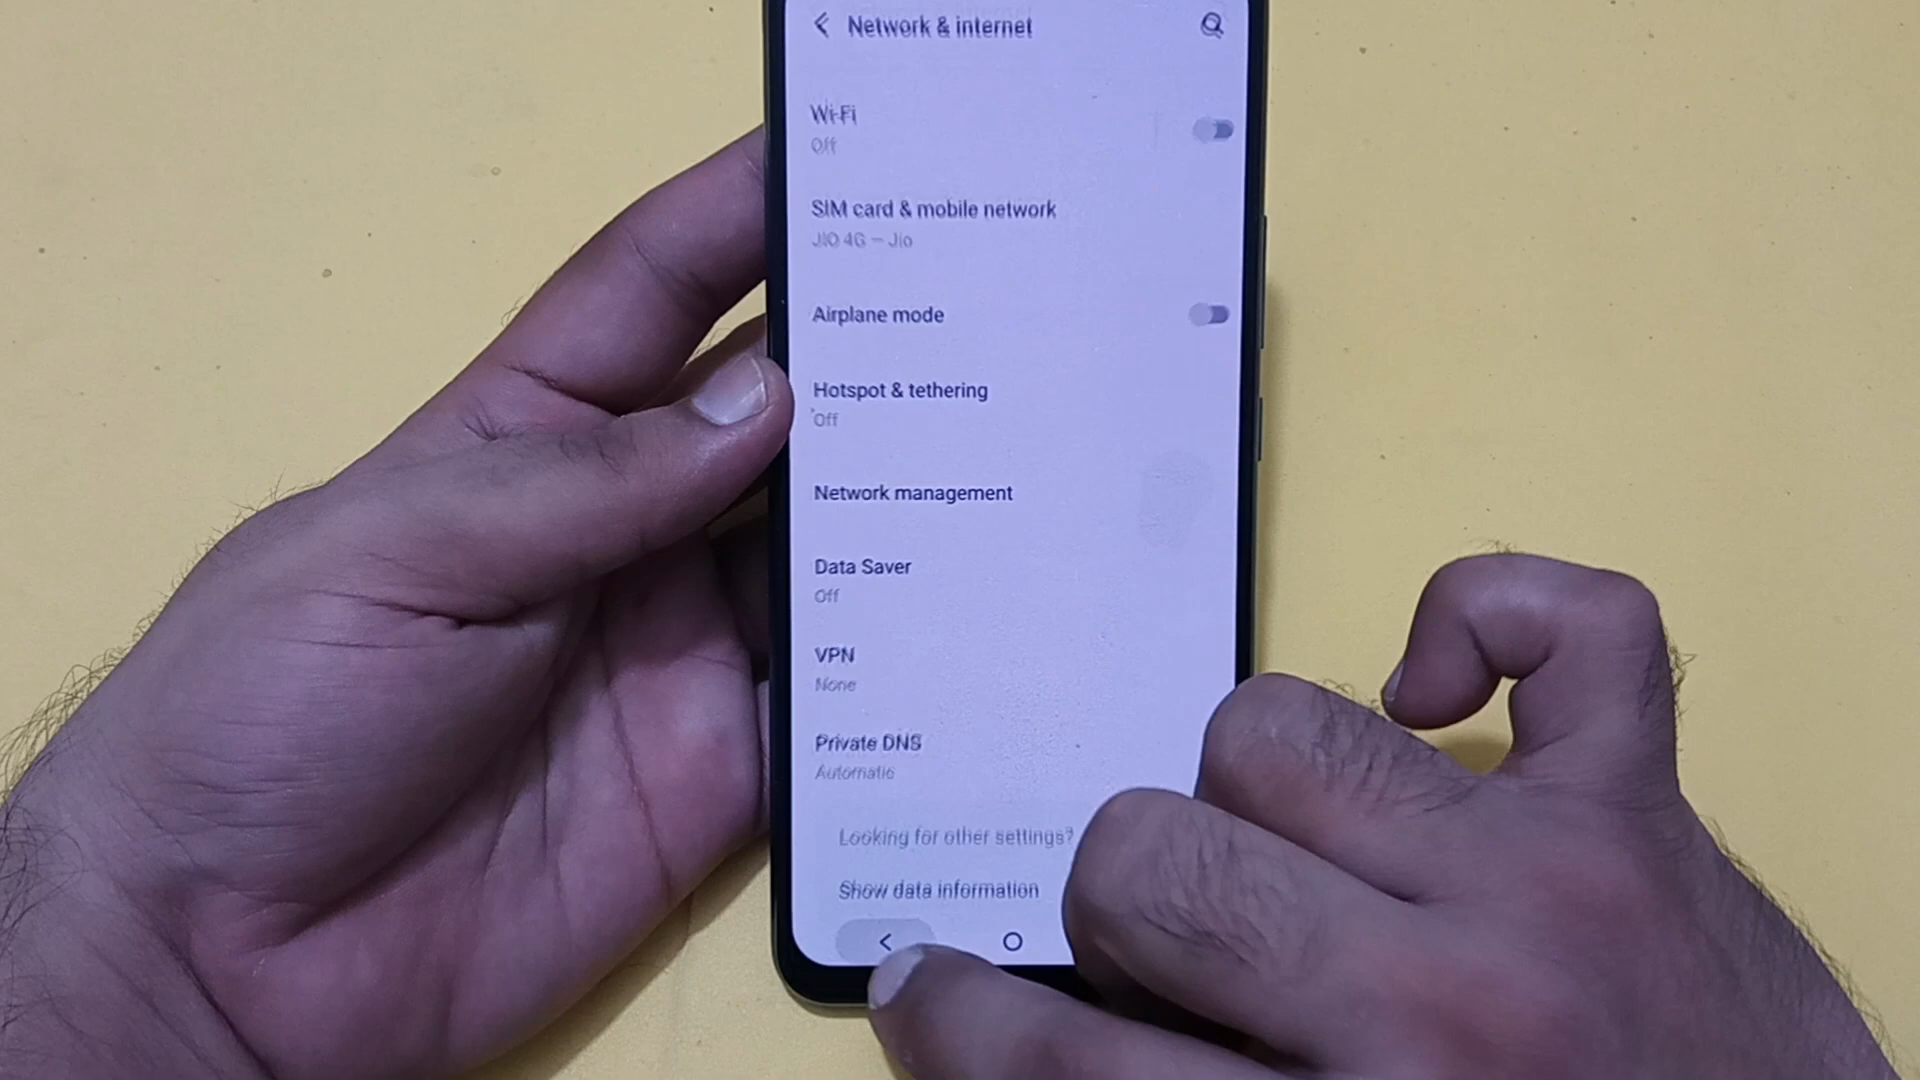 Network & internet
Wi-Fi
Off
SIM card & mobile network
JIO 4G — Jio
Airplane mode
Hotspot & tethering
Off
Network management
Data Saver
Off
VPN
None
Private DNS
Automatic
Looking for other settings?
Show data information